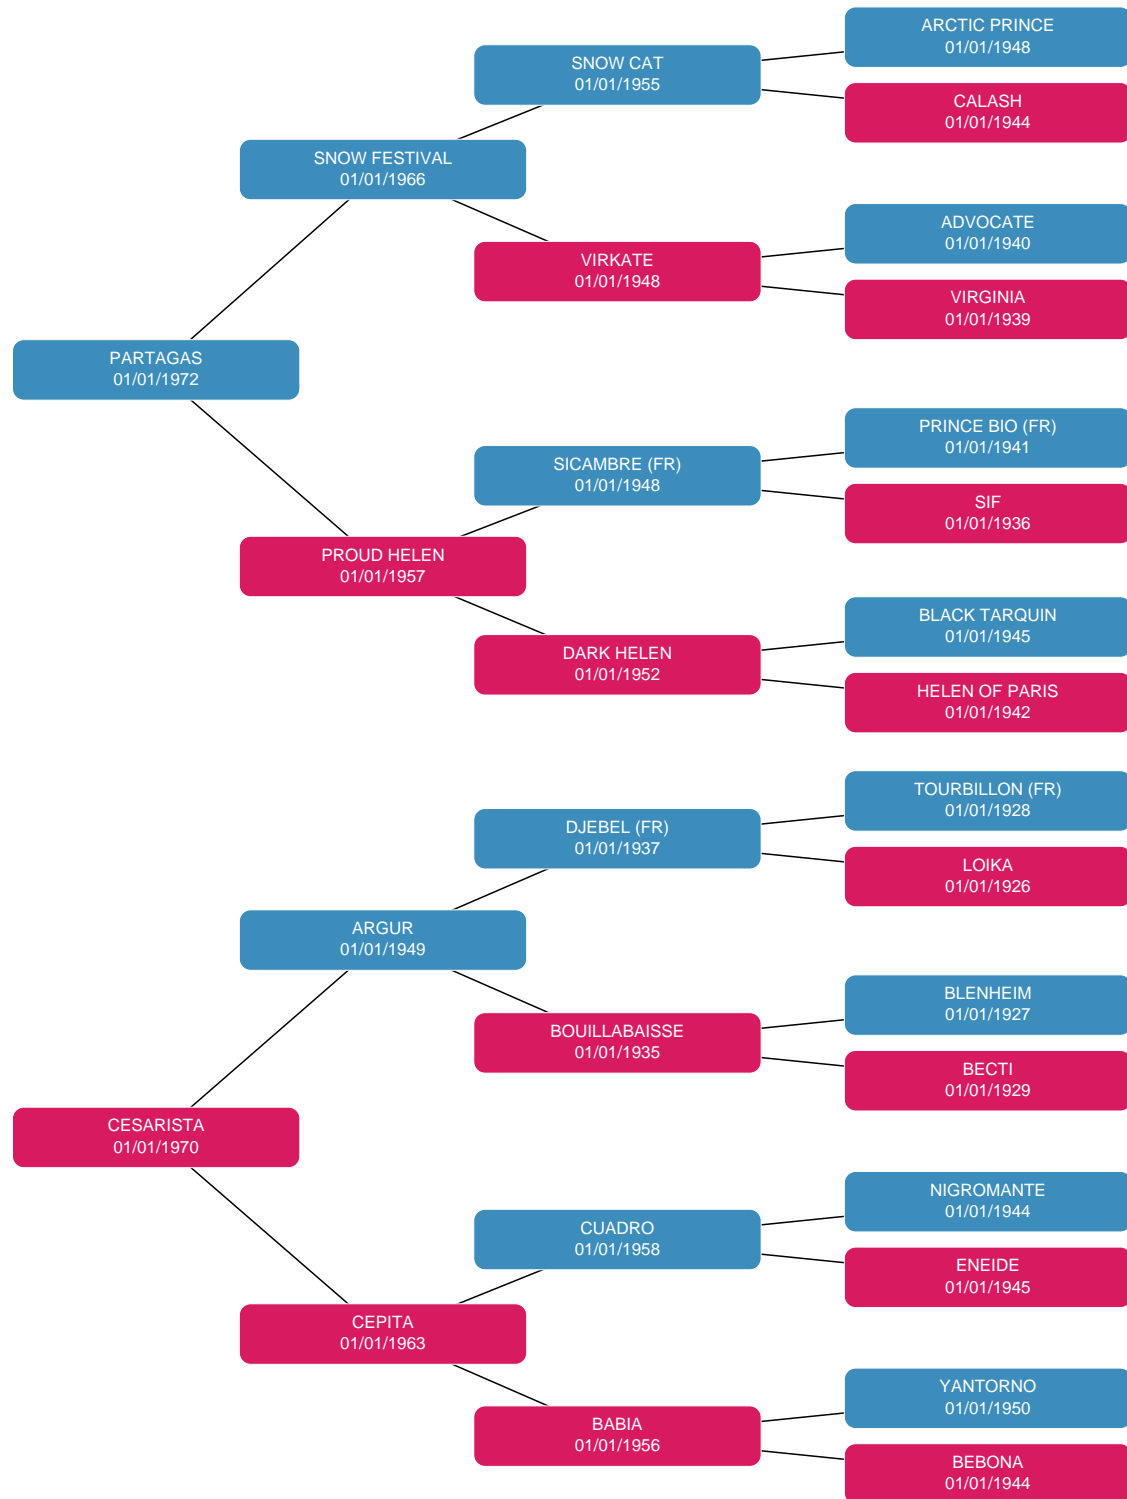 ARCTIC PRINCE
01/01/1948
SNOW CAT
01/01/1955
CALASH
01/01/1944
SNOW FESTIVAL
01/01/1966
ADVOCATE
01/01/1940
VIRKATE
01/01/1948
VIRGINIA
01/01/1939
PARTAGAS
01/01/1972
PRINCE BIO (FR)
01/01/1941
SICAMBRE (FR)
01/01/1948
SIF
01/01/1936
PROUD HELEN
01/01/1957
BLACK TARQUIN
01/01/1945
DARK HELEN
01/01/1952
HELEN OF PARIS
01/01/1942
TOURBILLON (FR)
01/01/1928
DJEBEL (FR)
01/01/1937
LOIKA
01/01/1926
ARGUR
01/01/1949
BLENHEIM
01/01/1927
BOUILLABAISSE
01/01/1935
BECTI
01/01/1929
CESARISTA
01/01/1970
NIGROMANTE
01/01/1944
CUADRO
01/01/1958
ENEIDE
01/01/1945
CEPITA
01/01/1963
YANTORNO
01/01/1950
BABIA
01/01/1956
BEBONA
01/01/1944